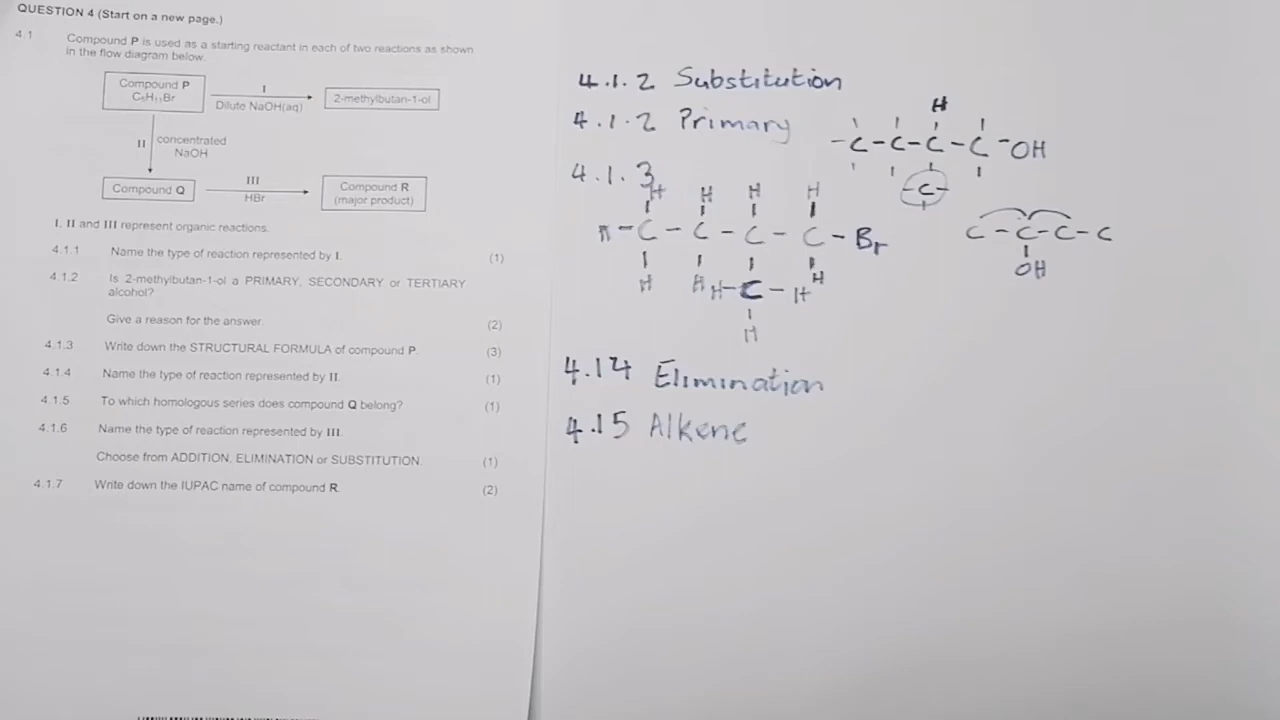 QUESTION 4 (Start on a new page.)
4.1 Compound P is used as a starting reactant in each of two reactions as shown
in the flow diagram below.
Compound P
C₅H₁₁Br
I
Dilute NaOH(aq)
2-methylbutan-1-ol
II
concentrated
NaOH
Compound Q
III
HBr
Compound R
(major product)
I, II and III represent organic reactions.
4.1.1 Name the type of reaction represented by I. (1)
4.1.2 Is 2-methylbutan-1-ol a PRIMARY, SECONDARY or TERTIARY
alcohol?
Give a reason for the answer. (2)
4.1.3 Write down the STRUCTURAL FORMULA of compound P. (3)
4.1.4 Name the type of reaction represented by II. (1)
4.1.5 To which homologous series does compound Q belong? (1)
4.1.6 Name the type of reaction represented by III.
Choose from ADDITION, ELIMINATION or SUBSTITUTION. (1)
4.1.7 Write down the IUPAC name of compound R. (2)
4.1.2 Substitution
4.1.2 Primary
H
-C-C-C-C-OH
-C-
4.1.3
H H H H
H-C-C-C-C-Br
H H H-C-H H
H
C-C-C-C
OH
4.14 Elimination
4.15 Alkene